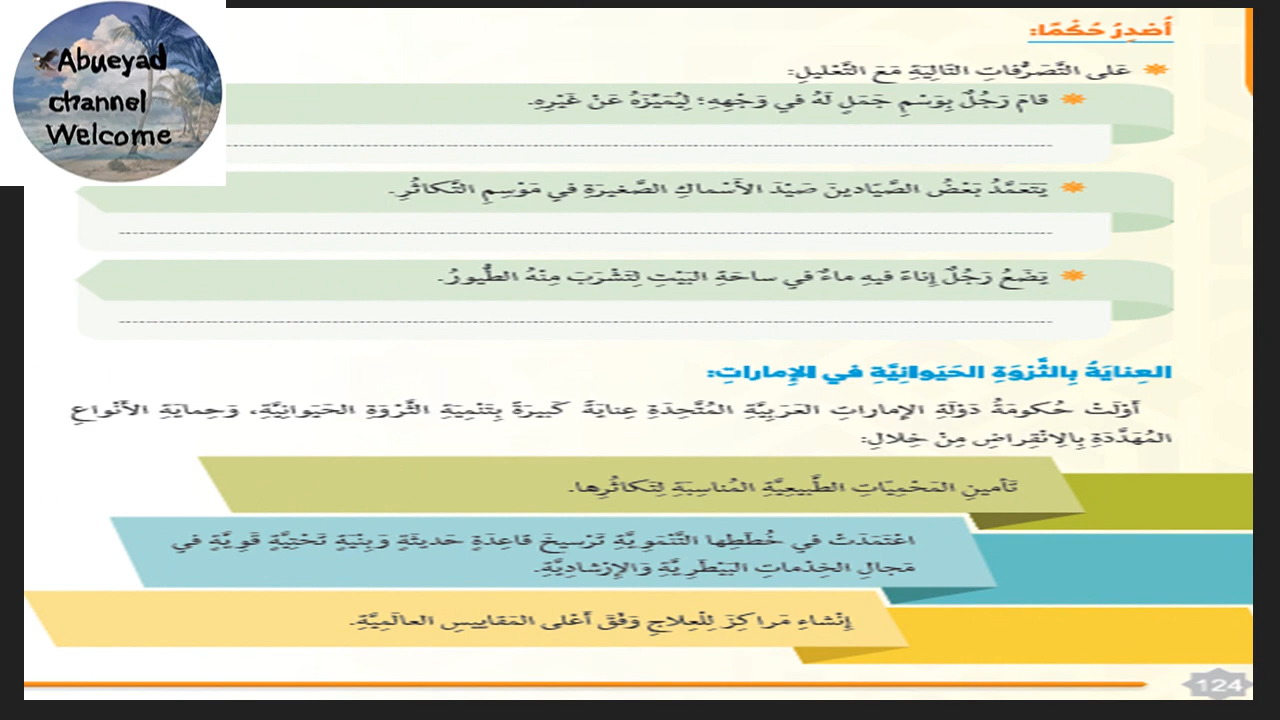 Abueyad
channel
Welcome
أُصْدِرُ حُكْمًا:
عَلى التَّصَرُّفاتِ التَّالِيَةِ مَعَ التَّعْليلِ:
قامَ رَجُلٌ بِوَسْمِ جَمَلٍ لَهُ في وَجْهِهِ؛ لِيُمَيِّزَهُ عَنْ غَيْرِهِ.
يَتَعَمَّدُ بَعْضُ الصَّيّادينَ صَيْدَ الأَسْماكِ الصَّغيرَةِ في مَوْسِمِ التَّكاثُرِ.
يَضَعُ رَجُلٌ إِناءً فيهِ ماءٌ في ساحَةِ البَيْتِ لِتَشْرَبَ مِنْهُ الطُّيورُ.
العِنايَةُ بِالثَّرْوَةِ الحَيَوانِيَّةِ في الإِماراتِ:
أَوْلَتْ حُكومَةُ دَوْلَةِ الإماراتِ العَرَبِيَّةِ المُتَّحِدَةِ عِنايَةً كَبيرَةً بِتَنْمِيَةِ الثَّرْوَةِ الحَيَوانِيَّةِ، وَحِمايَةِ الأَنْواعِ
المُهَدَّدَةِ بِالِانْقِراضِ مِنْ خِلالِ:
تَأمينِ المَحْمِيّاتِ الطَّبيعِيَّةِ المُناسِبَةِ لِتَكاثُرِها.
اعْتَمَدَتْ في خُطَطِها التَّنْمَوِيَّةِ تَرْسيخَ قاعِدَةٍ حَديثَةٍ وَبِنْيَةٍ تَحْتِيَّةٍ قَوِيَّةٍ في
مَجالِ الخِدْماتِ البَيْطَرِيَّةِ وَالإِرْشادِيَّةِ.
إِنْشاءِ مَراكِزَ لِلْعِلاجِ وَفْقَ أَعْلى المَقاييسِ العالَمِيَّةِ.
124